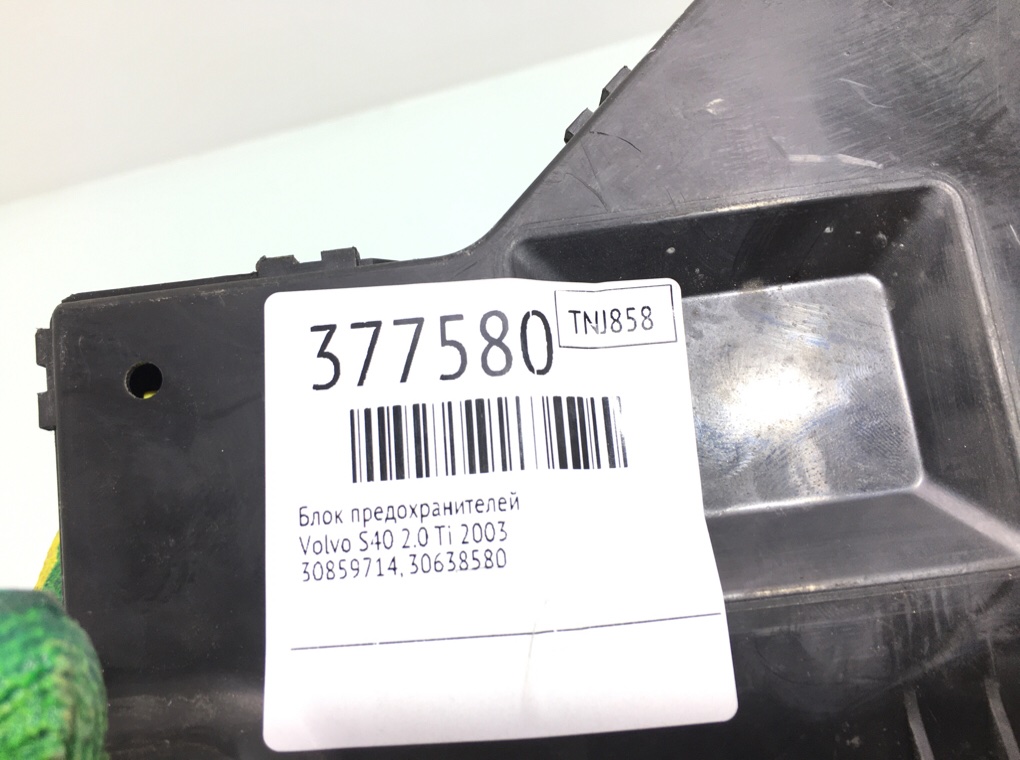 377580
TNJ858
Блок предохранителей
Volvo S40 2.0 Ti 2003
30859714, 30638580